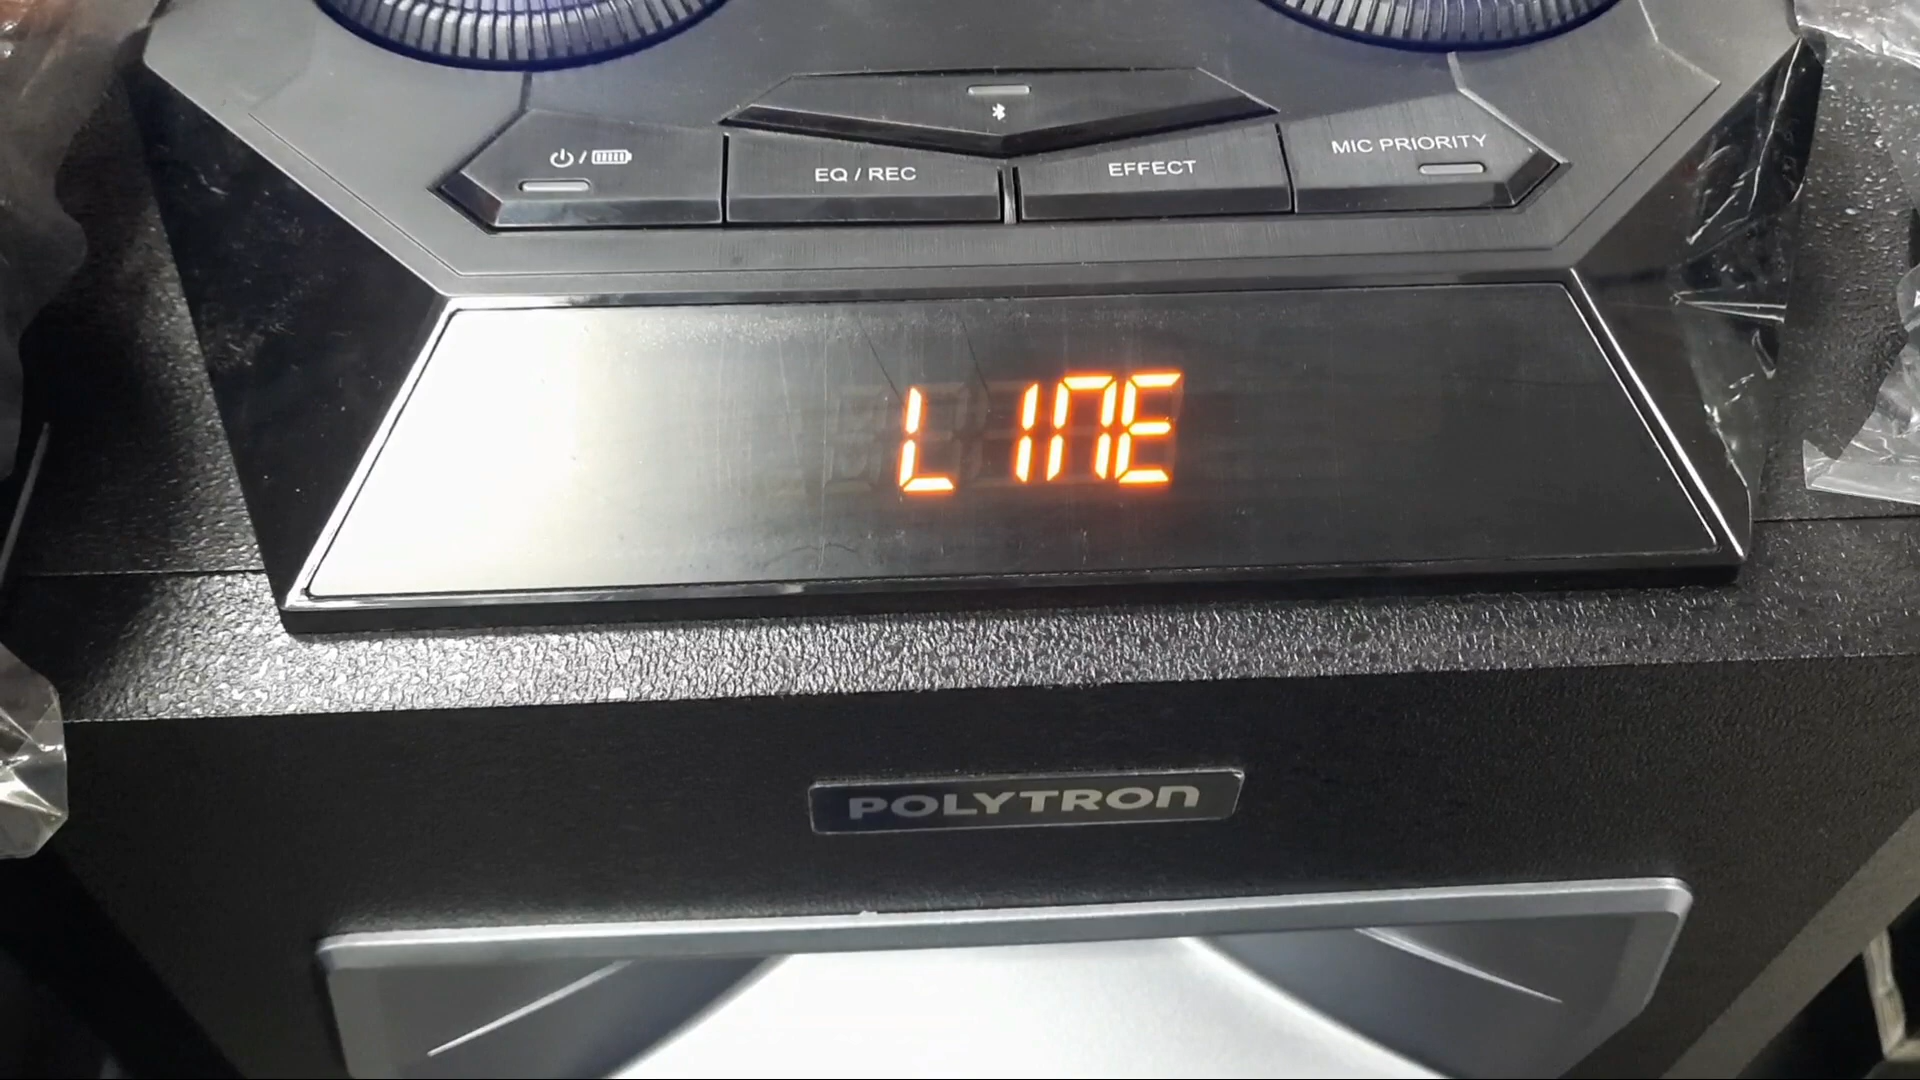 /
EQ / REC
EFFECT
MIC PRIORITY
LINE
POLYTRON